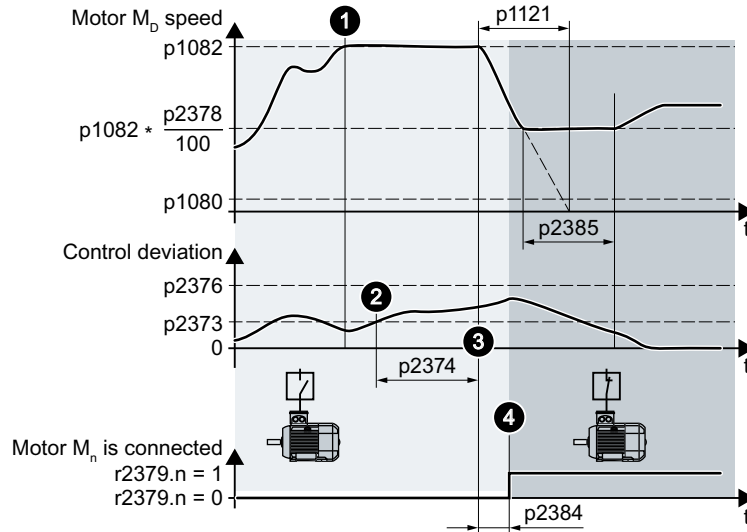 Motor M_D speed
p1121
p1082
1
p1082 * p2378
100
p1080
t
p2385
Control deviation
p2376
2
p2373
3
0
t
p2374
4
Motor M_n is connected
r2379.n = 1
r2379.n = 0
t
p2384